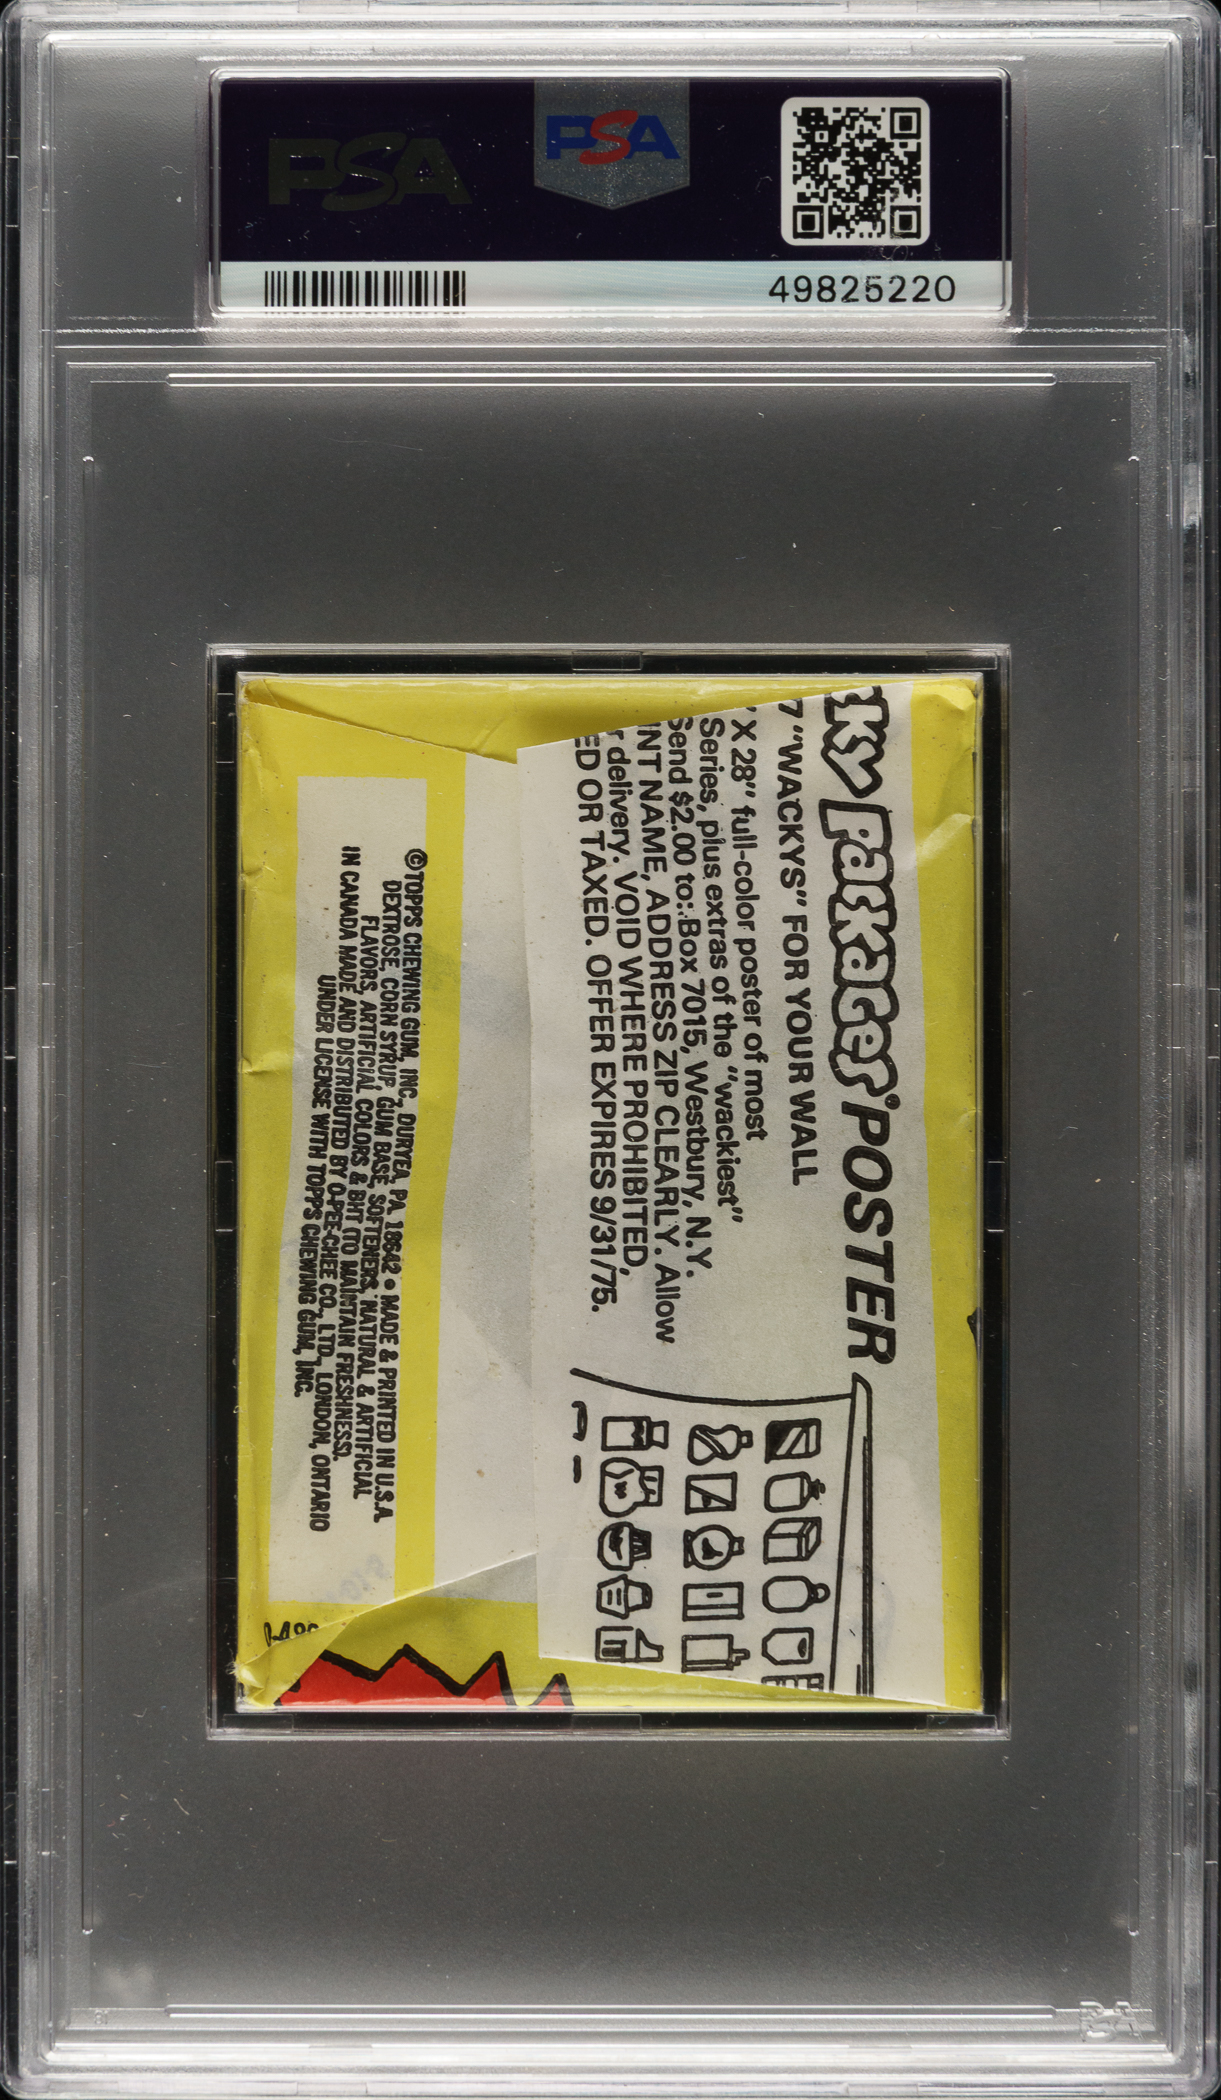 PSA
PSA
49825220
KY PACKAGES® POSTER
7 "WACKYS" FOR YOUR WALL
" X 28" full-color poster of most
Series, plus extras of the "wackiest"
Send $2.00 to: Box 7015, Westbury, N.Y.
INT NAME, ADDRESS ZIP CLEARLY. Allow
r delivery. VOID WHERE PROHIBITED,
ED OR TAXED. OFFER EXPIRES 9/31/75.
©TOPPS CHEWING GUM, INC., DURYEA, PA. 18642 • MADE & PRINTED IN U.S.A
DEXTROSE, CORN SYRUP, GUM BASE, SOFTENERS, NATURAL & ARTIFICIAL
FLAVORS, ARTIFICIAL COLORS & BHT (TO MAINTAIN FRESHNESS).
IN CANADA MADE AND DISTRIBUTED BY O-PEE-CHEE CO., LTD., LONDON, ONTARIO
UNDER LICENSE WITH TOPPS CHEWING GUM, INC.
PSA